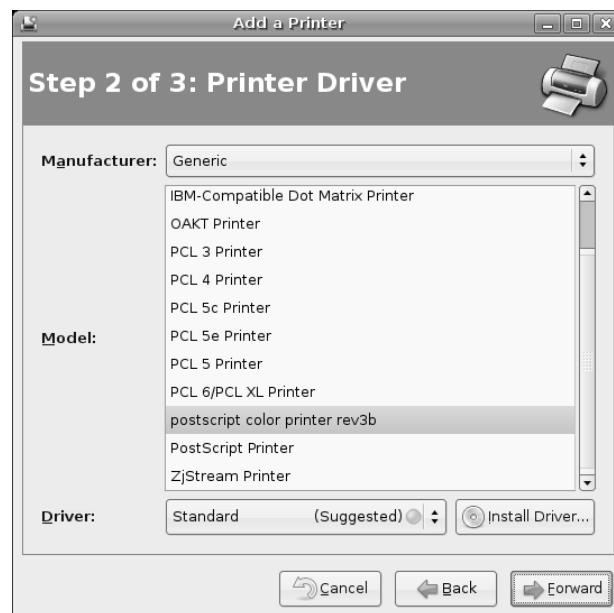 Add a Printer
Step 2 of 3: Printer Driver
Manufacturer: Generic
IBM-Compatible Dot Matrix Printer
OAKT Printer
PCL 3 Printer
PCL 4 Printer
PCL 5c Printer
Model: PCL 5e Printer
PCL 5 Printer
PCL 6/PCL XL Printer
postscript color printer rev3b
PostScript Printer
ZjStream Printer
Driver: Standard (Suggested) Install Driver...
Cancel Back Forward